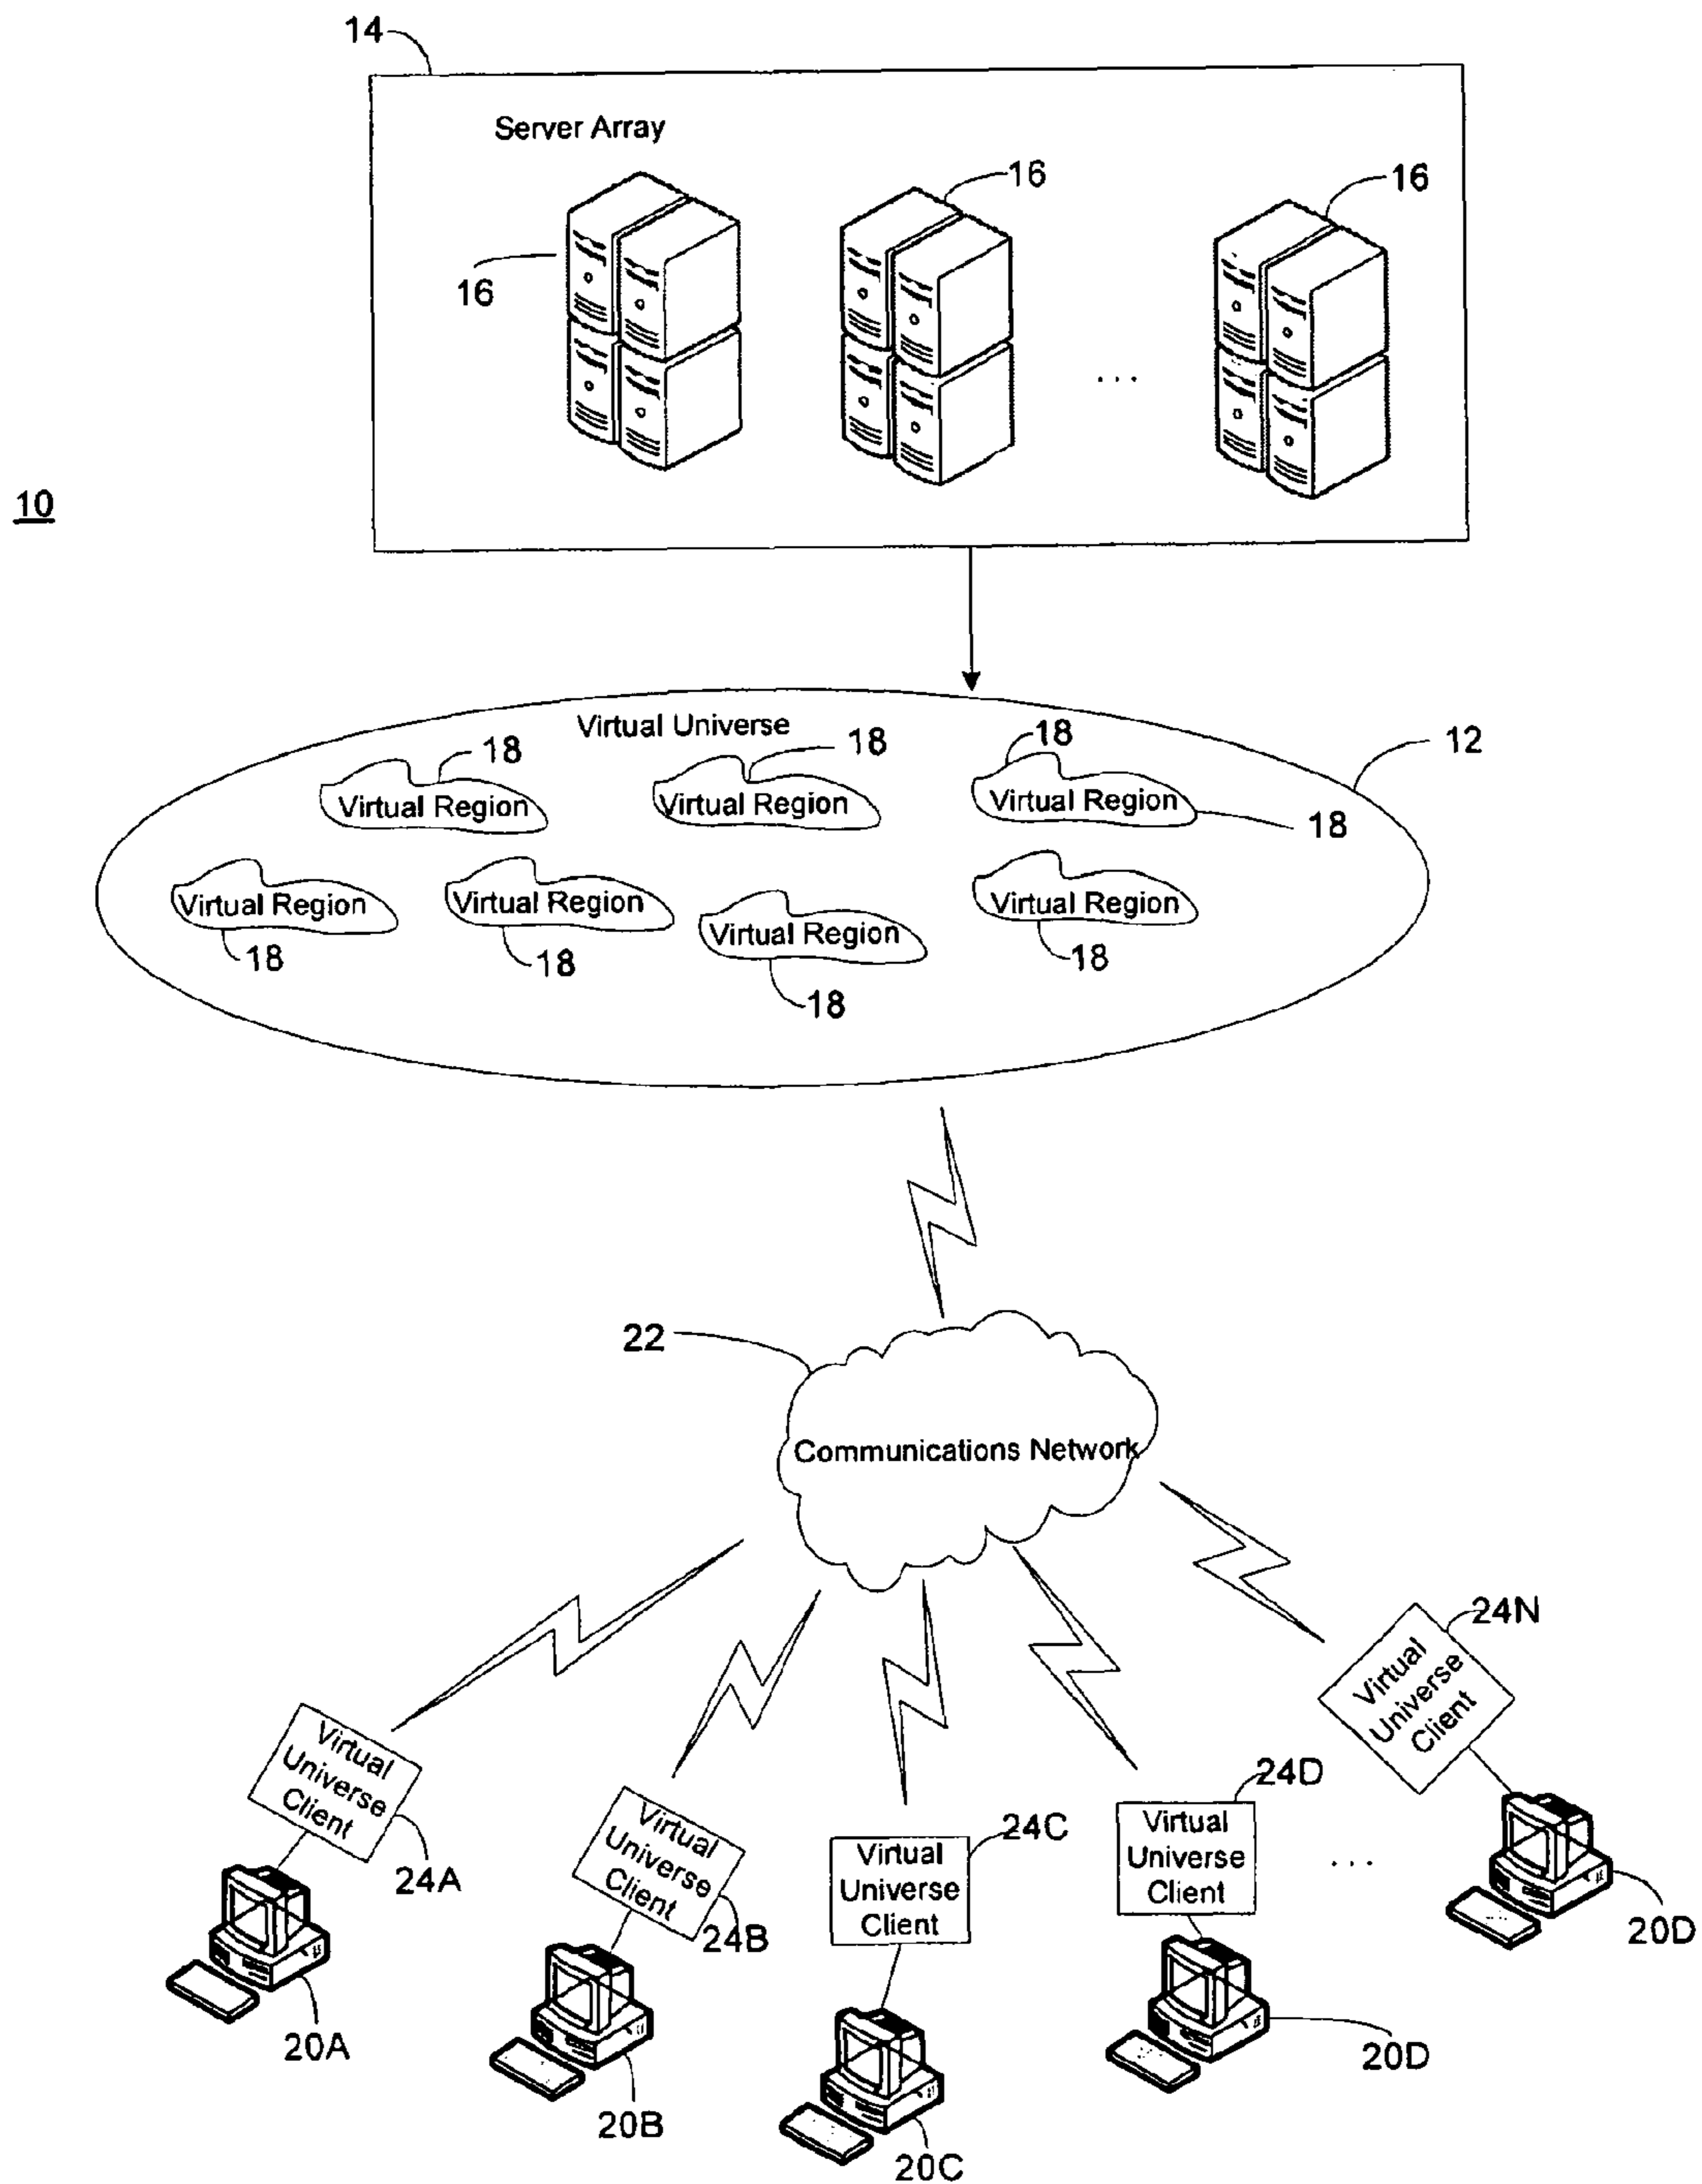 14
Server Array
16
16
16
10
Virtual Universe
12
18
18
18
Virtual Region
Virtual Region
Virtual Region
18
Virtual Region
Virtual Region
Virtual Region
Virtual Region
18
18
18
18
22
Communications Network
24N
Virtual
Universe
Client
24D
Virtual
Universe
Client
24A
Virtual
Universe
Client
24B
Virtual
Universe
Client
24C
Virtual
Universe
Client
...
...
20A
20B
20C
20D
20D